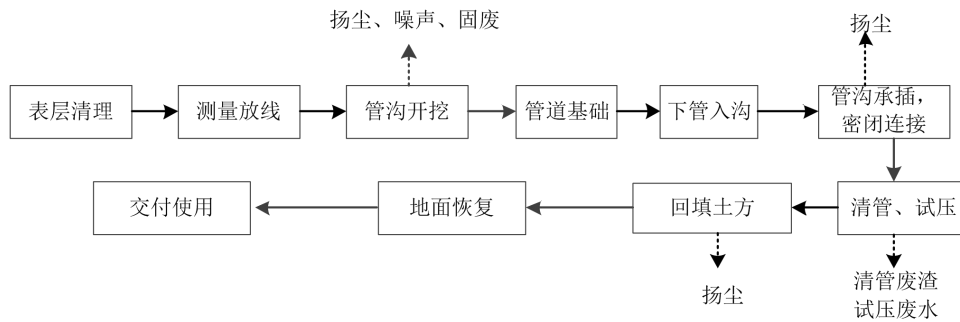 扬尘、噪声、固废
扬尘
表层清理
测量放线
管沟开挖
管道基础
下管入沟
管沟承插，
密闭连接
交付使用
地面恢复
回填土方
清管、试压
扬尘
清管废渣
试压废水